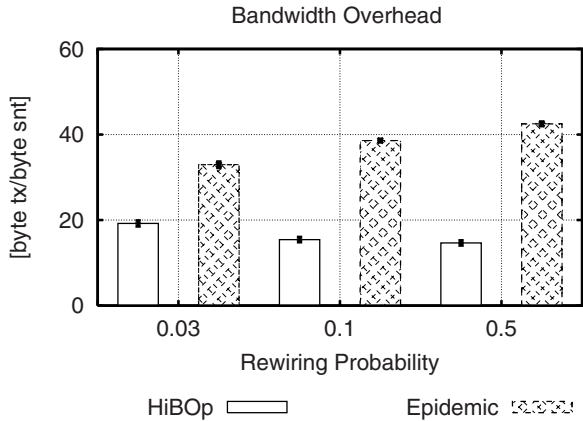 Bandwidth Overhead
60
40
20
0
[byte tx/byte snt]
0.03 0.1 0.5
Rewiring Probability
HiBOp Epidemic